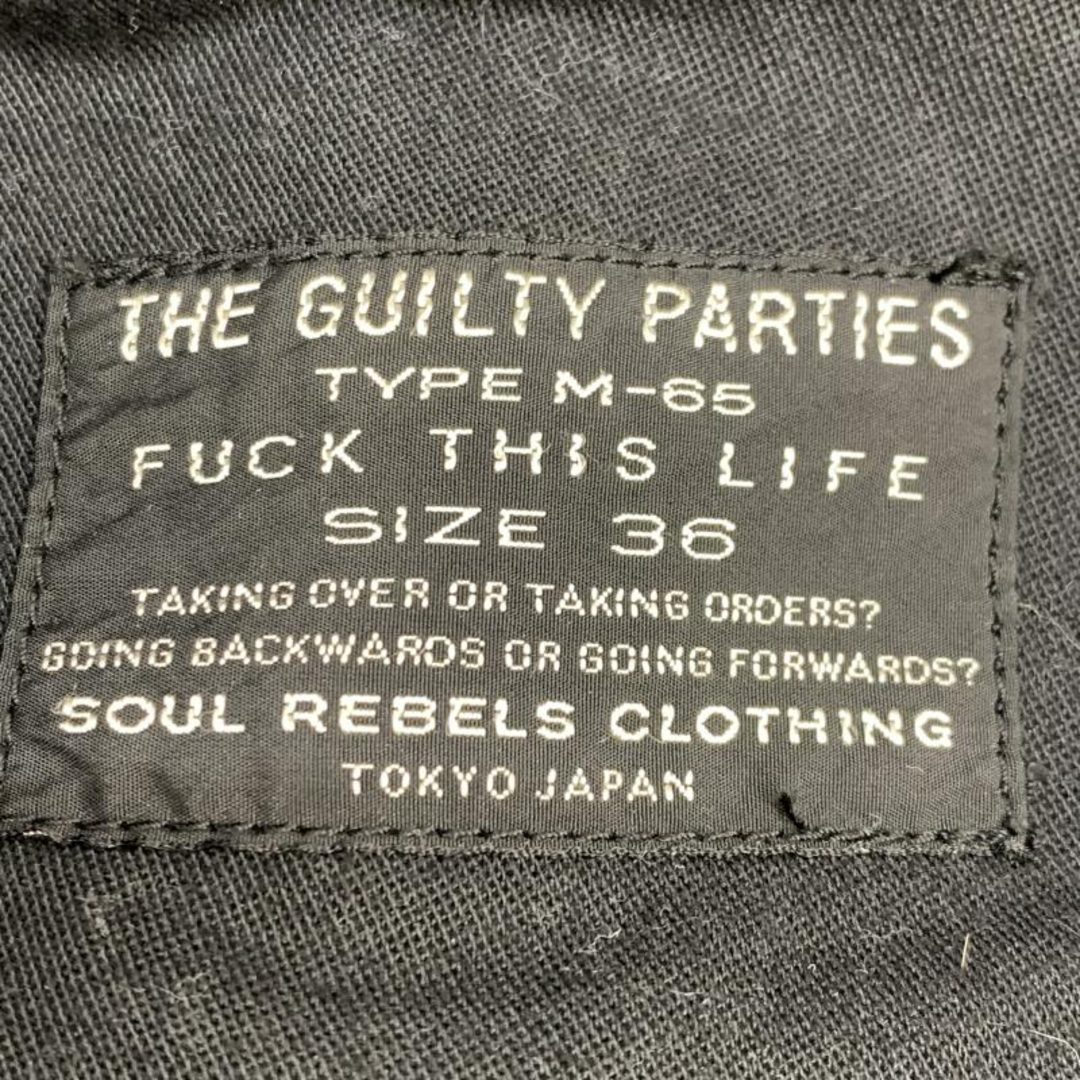 THE GUILTY PARTIES
TYPE M-65
FUCK THIS LIFE
SIZE 36
TAKING OVER OR TAKING ORDERS?
GOING BACKWARDS OR GOING FORWARDS?
SOUL REBELS CLOTHING
TOKYO JAPAN